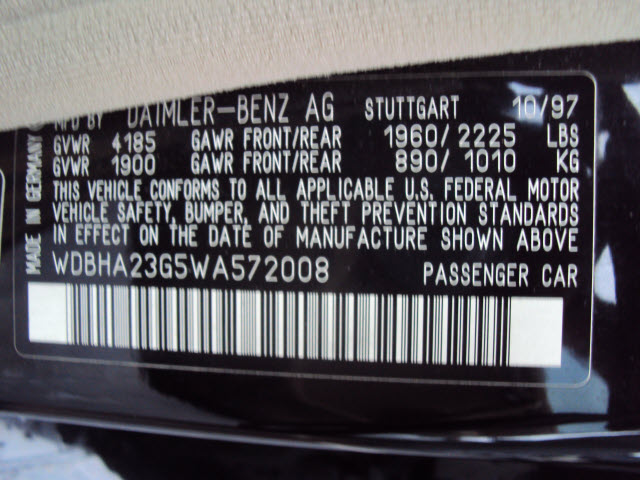 MFD BY DAIMLER-BENZ AG STUTTGART 10/97
GVWR 4185 GAWR FRONT/REAR 1960/2225 LBS
GVWR 1900 GAWR FRONT/REAR 890/1010 KG
THIS VEHICLE CONFORMS TO ALL APPLICABLE U.S. FEDERAL MOTOR
VEHICLE SAFETY, BUMPER, AND THEFT PREVENTION STANDARDS
IN EFFECT ON THE DATE OF MANUFACTURE SHOWN ABOVE
WDBHA23G5WA572008 PASSENGER CAR
MADE IN GERMANY